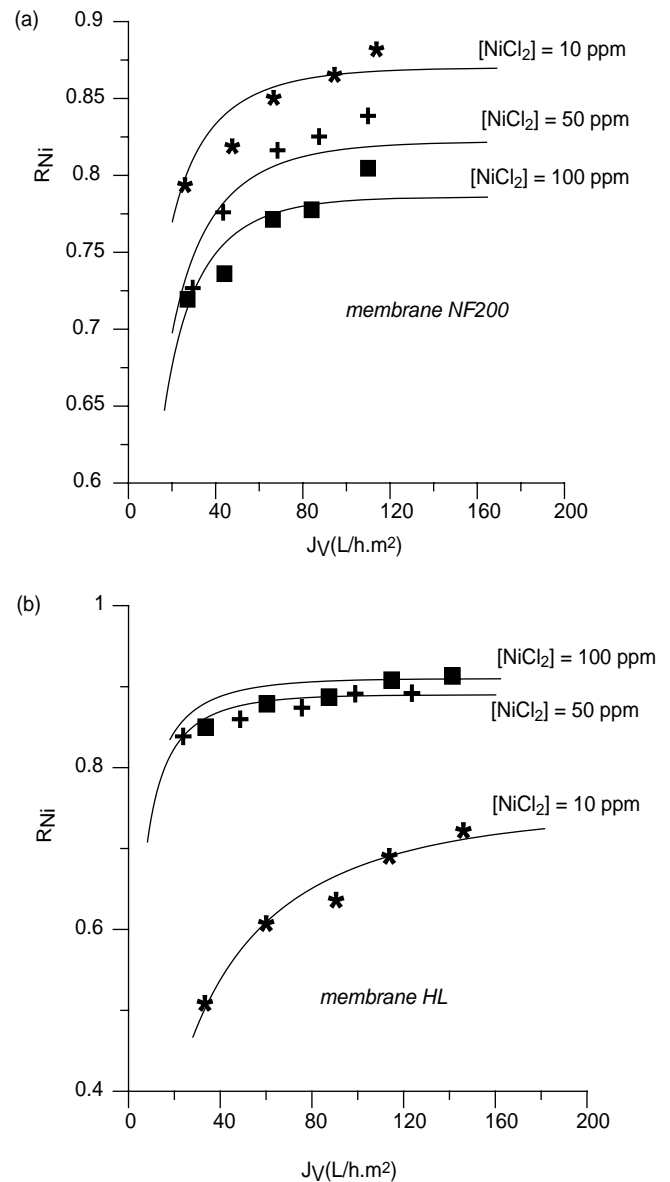 (a)
0.9
[NiCl₂] = 10 ppm
0.85
[NiCl₂] = 50 ppm
0.8
[NiCl₂] = 100 ppm
RNi
0.75
membrane NF200
0.7
0.65
0.6
0 40 80 120 160 200
JV(L/h.m²)
(b)
1
[NiCl₂] = 100 ppm
[NiCl₂] = 50 ppm
0.8
[NiCl₂] = 10 ppm
RNi
0.6
membrane HL
0.4
0 40 80 120 160 200
JV(L/h.m²)